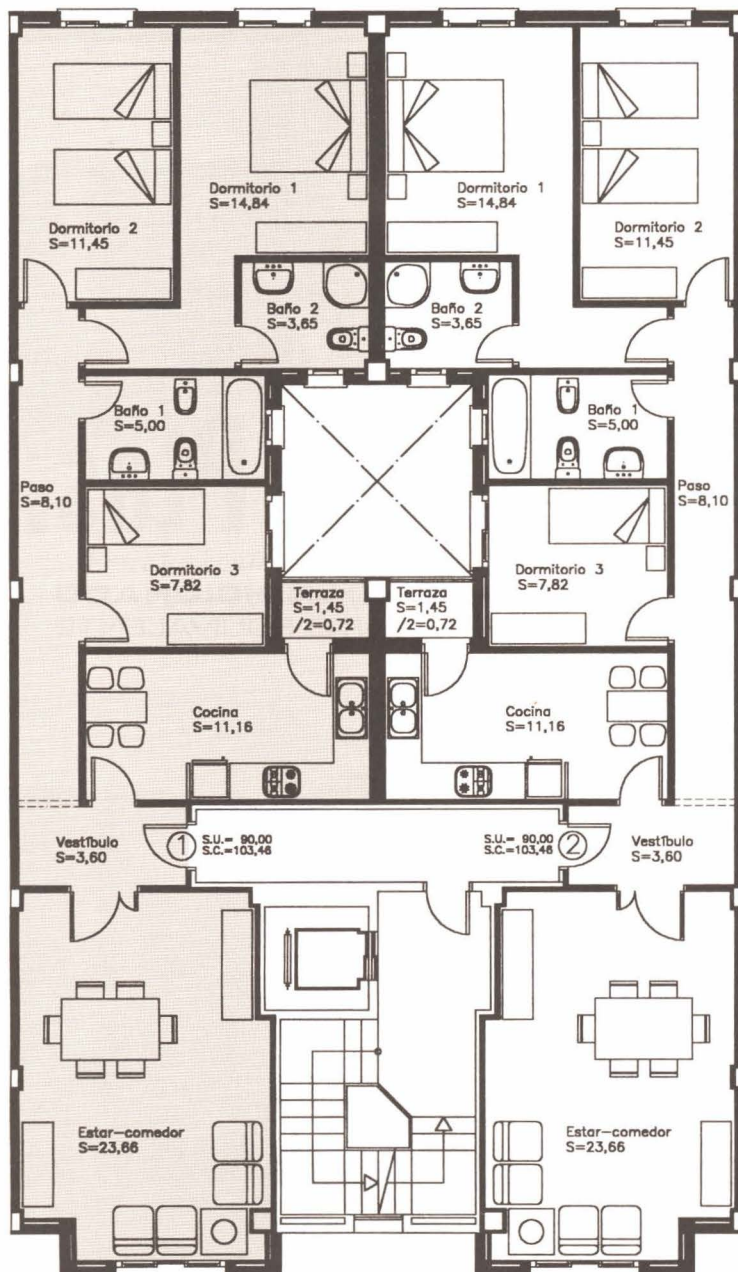 Dormitorio 1
S=14,84
Dormitorio 1
S=14,84
Dormitorio 2
S=11,45
Dormitorio 2
S=11,45
Baño 2
S=3,65
Baño 2
S=3,65
Baño 1
S=5,00
Baño 1
S=5,00
Paso
S=8,10
Paso
S=8,10
Dormitorio 3
S=7,82
Dormitorio 3
S=7,82
Terraza
S=1,45
/2=0,72
Terraza
S=1,45
/2=0,72
Cocina
S=11,16
Cocina
S=11,16
Vestíbulo
S=3,60
1
S.U.= 90,00
S.C.=103,46
S.U.= 90,00
S.C.=103,46
2
Vestíbulo
S=3,60
Estar-comedor
S=23,66
Estar-comedor
S=23,66